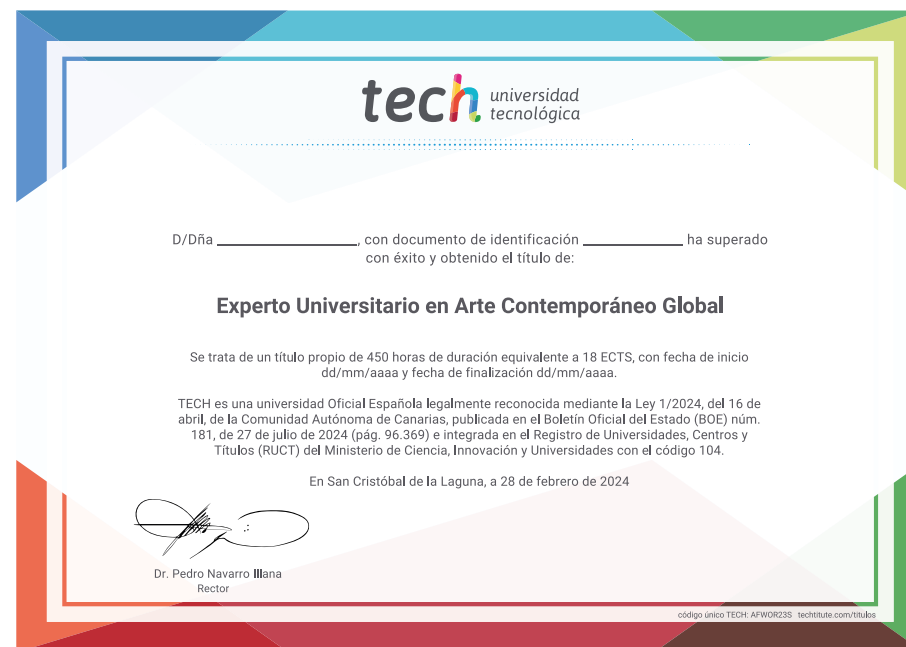 tech universidad
tecnológica
D/Dña ____________________, con documento de identificación ______________ ha superado
con éxito y obtenido el título de:
Experto Universitario en Arte Contemporáneo Global
Se trata de un título propio de 450 horas de duración equivalente a 18 ECTS, con fecha de inicio
dd/mm/aaaa y fecha de finalización dd/mm/aaaa.
TECH es una universidad Oficial Española legalmente reconocida mediante la Ley 1/2024, del 16 de
abril, de la Comunidad Autónoma de Canarias, publicada en el Boletín Oficial del Estado (BOE) núm.
181, de 27 de julio de 2024 (pág. 96.369) e integrada en el Registro de Universidades, Centros y
Títulos (RUCT) del Ministerio de Ciencia, Innovación y Universidades con el código 104.
En San Cristóbal de la Laguna, a 28 de febrero de 2024
Dr. Pedro Navarro Illana
Rector
código único TECH: AFWOR23S techtitute.com/titulos